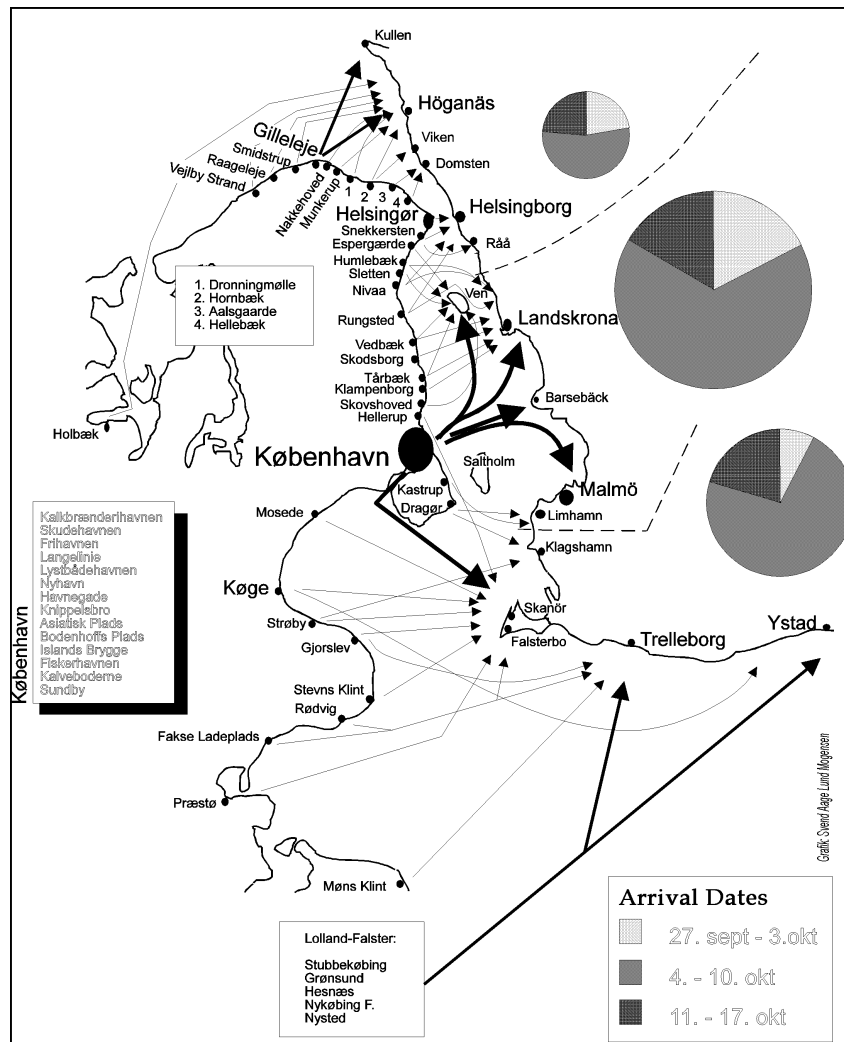 Kullen
Höganäs
Gilleleje
Viken
Smidstrup
Domsten
Raageleje
Vejlby Strand
Nakkehoved
Munkerup
1 2 3 4
Helsingør
Helsingborg
Snekkersten
Råå
Espergærde
Humlebæk
Sletten
1. Dronningmølle
2. Hornbæk
3. Aalsgaarde
4. Hellebæk
Nivaa
Ven
Rungsted
Landskrona
Vedbæk
Skodsborg
Tårbæk
Klampenborg
Barsebäck
Skovshoved
Hellerup
Holbæk
København
Saltholm
Kastrup
Malmö
Dragør
Limhamn
Mosede
Klagshamn
København
Kalkbrænderihavnen
Skudehavnen
Frihavnen
Langelinie
Lystbådehavnen
Nyhavn
Havnegade
Knippelsbro
Asiatisk Plads
Bodenhoffs Plads
Islands Brygge
Fiskerhavnen
Kalveboderne
Sundby
Køge
Skanör
Strøby
Ystad
Falsterbo
Trelleborg
Gjorslev
Stevns Klint
Rødvig
Fakse Ladeplads
Præstø
Grafik: Svend Aage Lund Mogensen
Møns Klint
Lolland-Falster:
Stubbekøbing
Grønsund
Hesnæs
Nykøbing F.
Nysted
Arrival Dates
27. sept - 3.okt
4. - 10. okt
11. - 17. okt